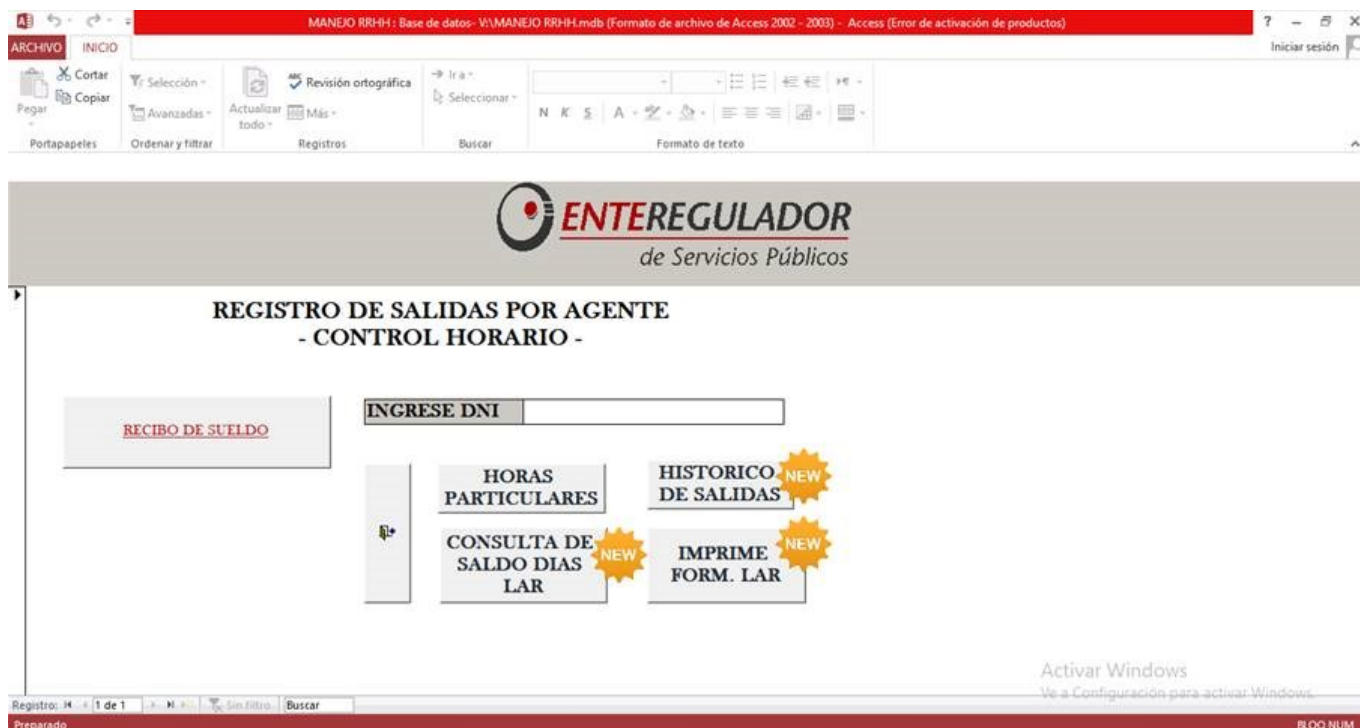 MANEJO RRHH : Base de datos- V:\MANEJO RRHH.mdb (Formato de archivo de Access 2002 - 2003) - Access (Error de activación de productos)
ARCHIVO INICIO Iniciar sesión
Pegar
Cortar
Copiar
Portapapeles
Selección
Avanzadas
Ordenar y filtrar
Actualizar
todo
Revisión ortográfica
Más
Registros
Ir a
Seleccionar
Buscar
N K S A
Formato de texto
ENTEREGULADOR
de Servicios Públicos
REGISTRO DE SALIDAS POR AGENTE
- CONTROL HORARIO -
RECIBO DE SUELDO
INGRESE DNI
HORAS
PARTICULARES
HISTORICO
DE SALIDAS
NEW
CONSULTA DE
SALDO DIAS
LAR
NEW
IMPRIME
FORM. LAR
NEW
Activar Windows
Ve a Configuración para activar Windows.
Registro: 1 de 1 Sin filtro Buscar
Preparado BLOQ NUM